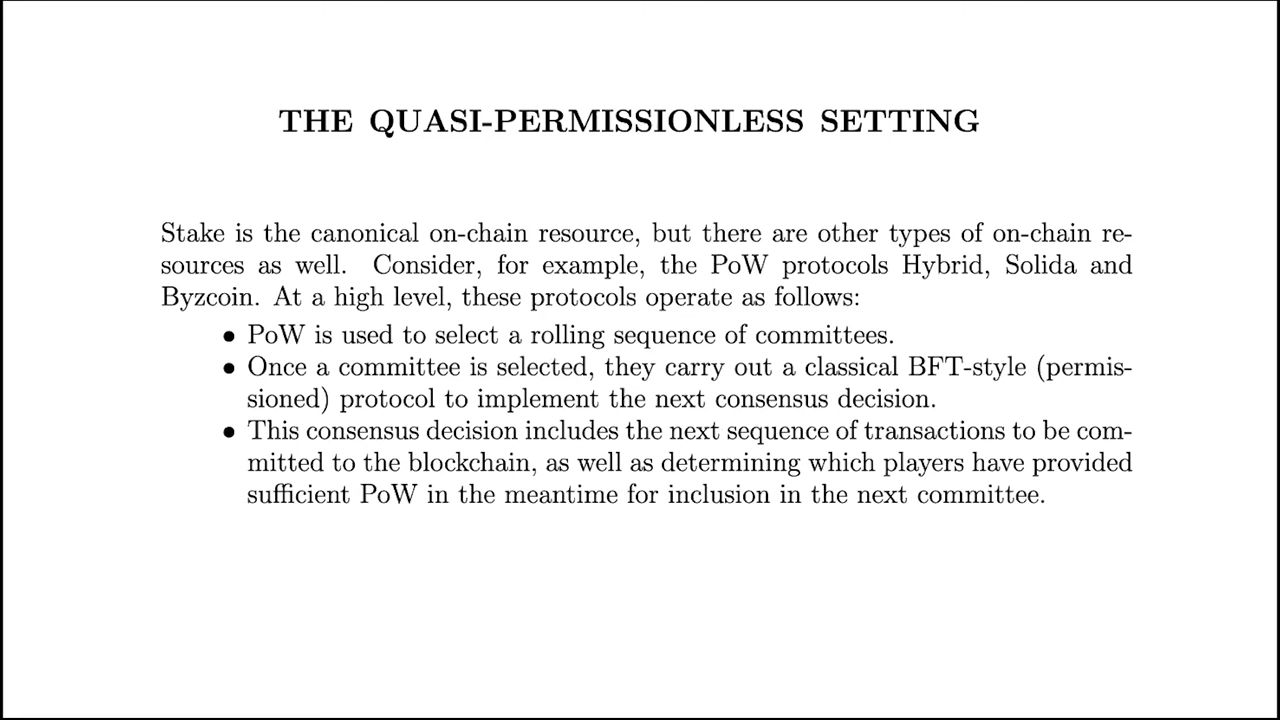 THE QUASI-PERMISSIONLESS SETTING
Stake is the canonical on-chain resource, but there are other types of on-chain re-
sources as well. Consider, for example, the PoW protocols Hybrid, Solida and
Byzcoin. At a high level, these protocols operate as follows:
• PoW is used to select a rolling sequence of committees.
• Once a committee is selected, they carry out a classical BFT-style (permis-
sioned) protocol to implement the next consensus decision.
• This consensus decision includes the next sequence of transactions to be com-
mitted to the blockchain, as well as determining which players have provided
sufficient PoW in the meantime for inclusion in the next committee.